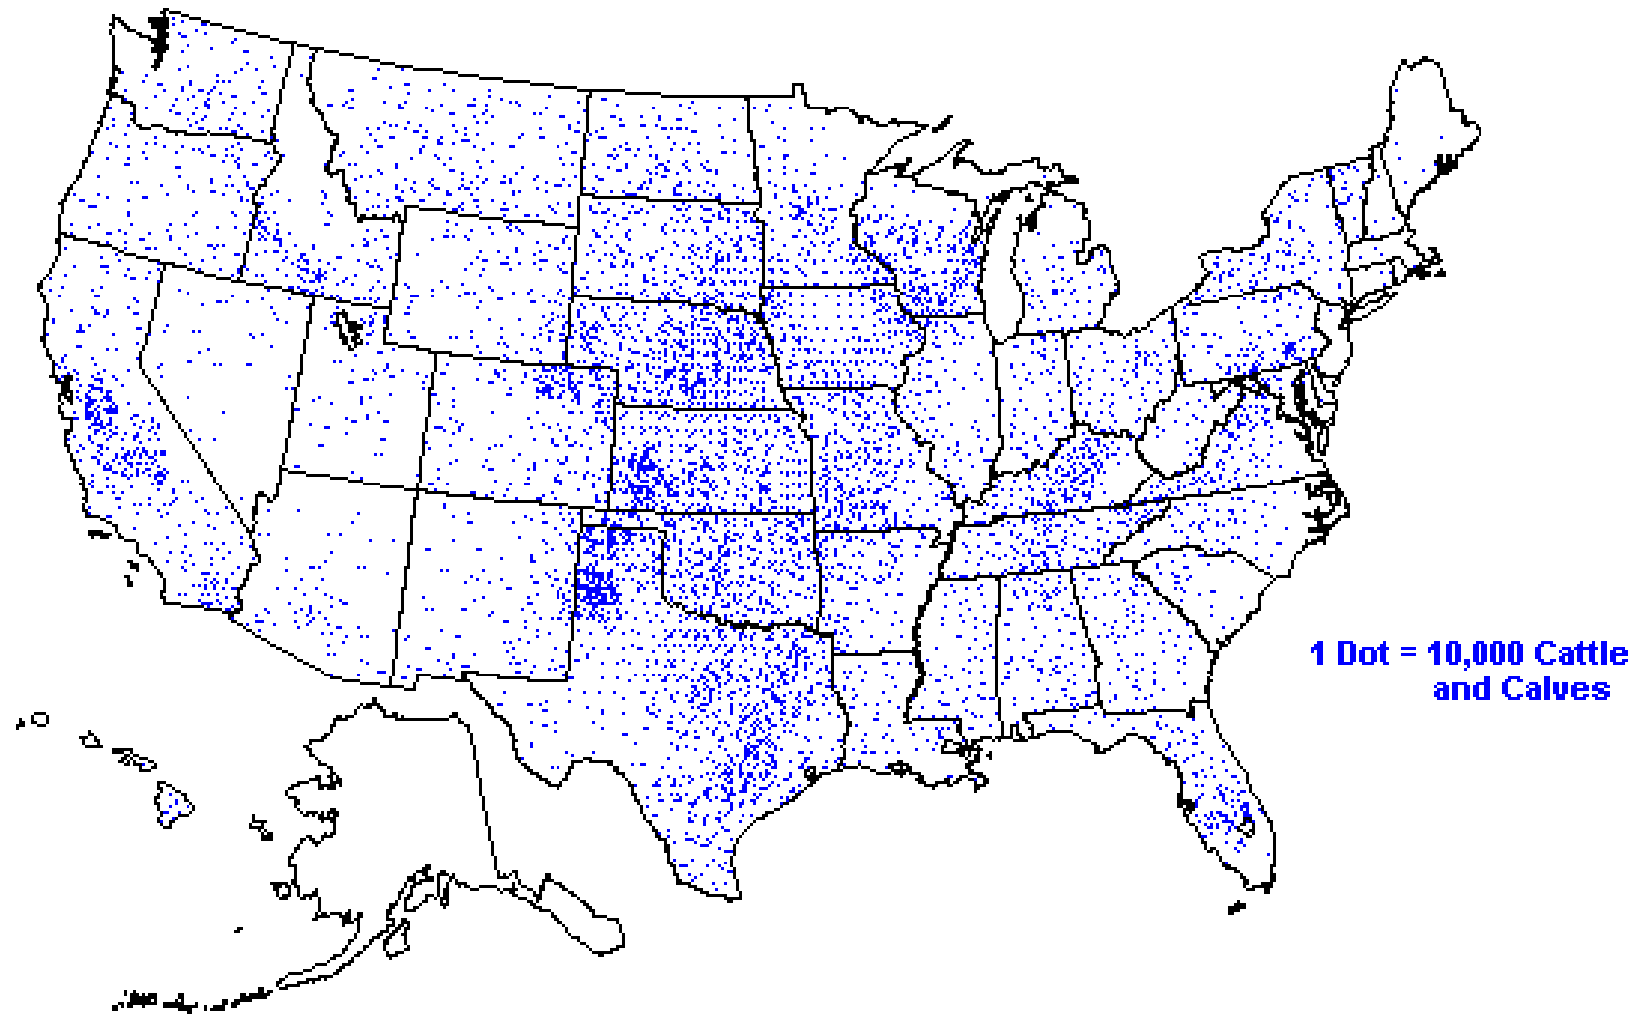 1 Dot = 10,000 Cattle
and Calves